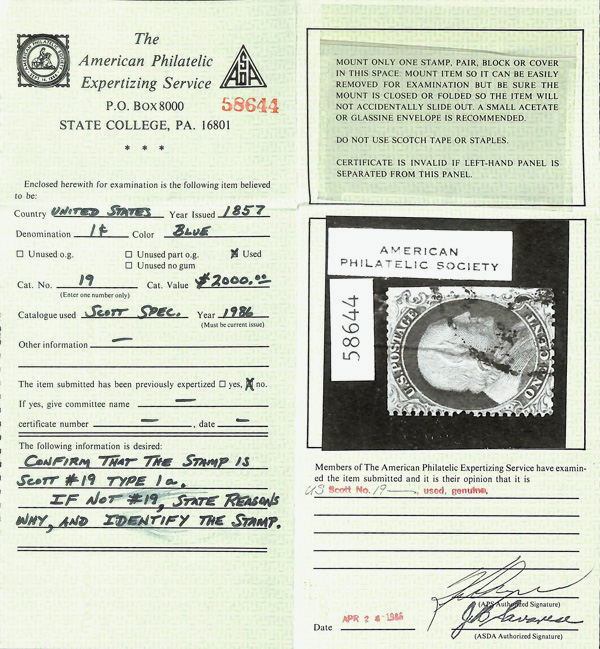 The
American Philatelic
Expertizing Service
P.O. BOX 8000
STATE COLLEGE, PA. 16801
* * *
AMERICAN PHILATELIC SOCIETY
ASDA
58644
Enclosed herewith for examination is the following item believed
to be:
Country UNITED STATES Year Issued 1857
Denomination 1¢ Color BLUE
☐ Unused o.g. ☐ Unused part o.g. ☒ Used
☐ Unused no gum
Cat. No. 19 Cat. Value $2000.00
(Enter one number only)
Catalogue used SCOTT SPEC. Year 1986
(Must be current issue)
Other information —
The item submitted has been previously expertized ☐ yes, ☒ no.
If yes, give committee name —
certificate number —, date —
The following information is desired:
CONFIRM THAT THE STAMP IS
SCOTT #19 TYPE 1a.
IF NOT #19, STATE REASONS
WHY, AND IDENTIFY THE STAMP.
MOUNT ONLY ONE STAMP, PAIR, BLOCK OR COVER
IN THIS SPACE: MOUNT ITEM SO IT CAN BE EASILY
REMOVED FOR EXAMINATION BUT BE SURE THE
MOUNT IS CLOSED OR FOLDED SO THE ITEM WILL
NOT ACCIDENTALLY SLIDE OUT. A SMALL ACETATE
OR GLASSINE ENVELOPE IS RECOMMENDED.
DO NOT USE SCOTCH TAPE OR STAPLES.
CERTIFICATE IS INVALID IF LEFT-HAND PANEL IS
SEPARATED FROM THIS PANEL.
AMERICAN
PHILATELIC SOCIETY
58644
U.S. POSTAGE
ONE CENT
Members of The American Philatelic Expertizing Service have examin-
ed the item submitted and it is their opinion that it is
US Scott No. 19 —, used, genuine.
(APS Authorized Signature)
Date APR 28 1986
(ASDA Authorized Signature)